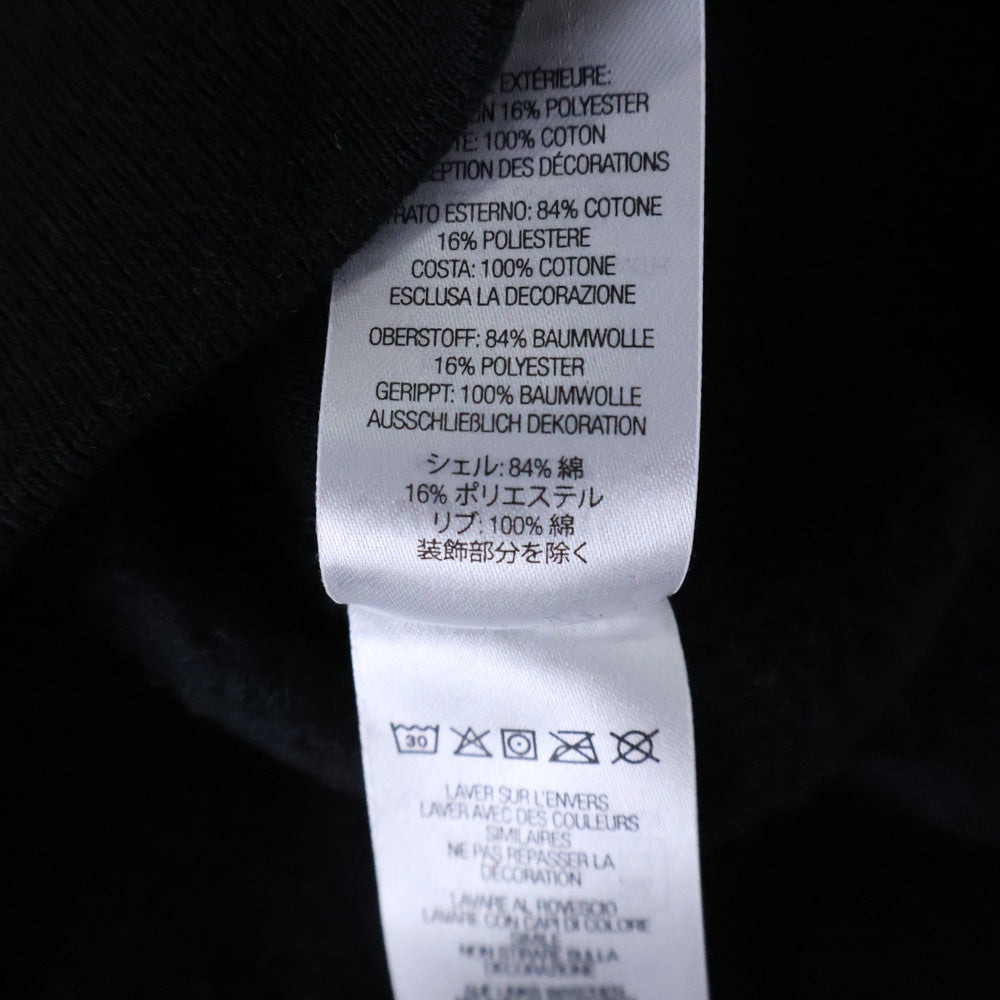 EXTÉRIEURE:
16% POLYESTER
100% COTON
DES DÉCORATIONS
ESTERNO: 84% COTONE
16% POLIESTERE
COSTA: 100% COTONE
ESCLUSA LA DECORAZIONE
OBERSTOFF: 84% BAUMWOLLE
16% POLYESTER
GERIPPT: 100% BAUMWOLLE
AUSSCHLIEßLICH DEKORATION
シェル: 84% 綿
16% ポリエステル
リブ: 100% 綿
装飾部分を除く
30
LAVER SUR L'ENVERS
LAVER AVEC DES COULEURS
SIMILAIRES
NE PAS REPASSER LA
DÉCORATION
LAVARE AL ROVESCIO
LAVARE CON CAPI DI COLORE
SIMILE
NON STIRARE SULLA
DECORAZIONE